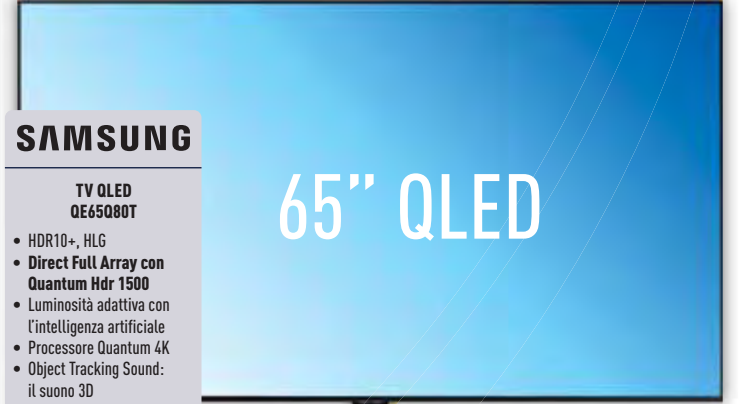 SAMSUNG
TV QLED
QE65Q80T
• HDR10+, HLG
• Direct Full Array con
Quantum Hdr 1500
• Luminosità adattiva con
l'intelligenza artificiale
• Processore Quantum 4K
• Object Tracking Sound:
il suono 3D
65” QLED